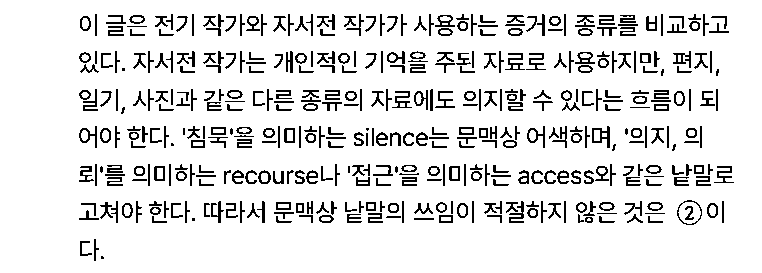 이 글은 전기 작가와 자서전 작가가 사용하는 증거의 종류를 비교하고
있다. 자서전 작가는 개인적인 기억을 주된 자료로 사용하지만, 편지,
일기, 사진과 같은 다른 종류의 자료에도 의지할 수 있다는 흐름이 되
어야 한다. '침묵'을 의미하는 silence는 문맥상 어색하며, '의지, 의
뢰'를 의미하는 recourse나 '접근'을 의미하는 access와 같은 낱말로
고쳐야 한다. 따라서 문맥상 낱말의 쓰임이 적절하지 않은 것은 ②이
다.